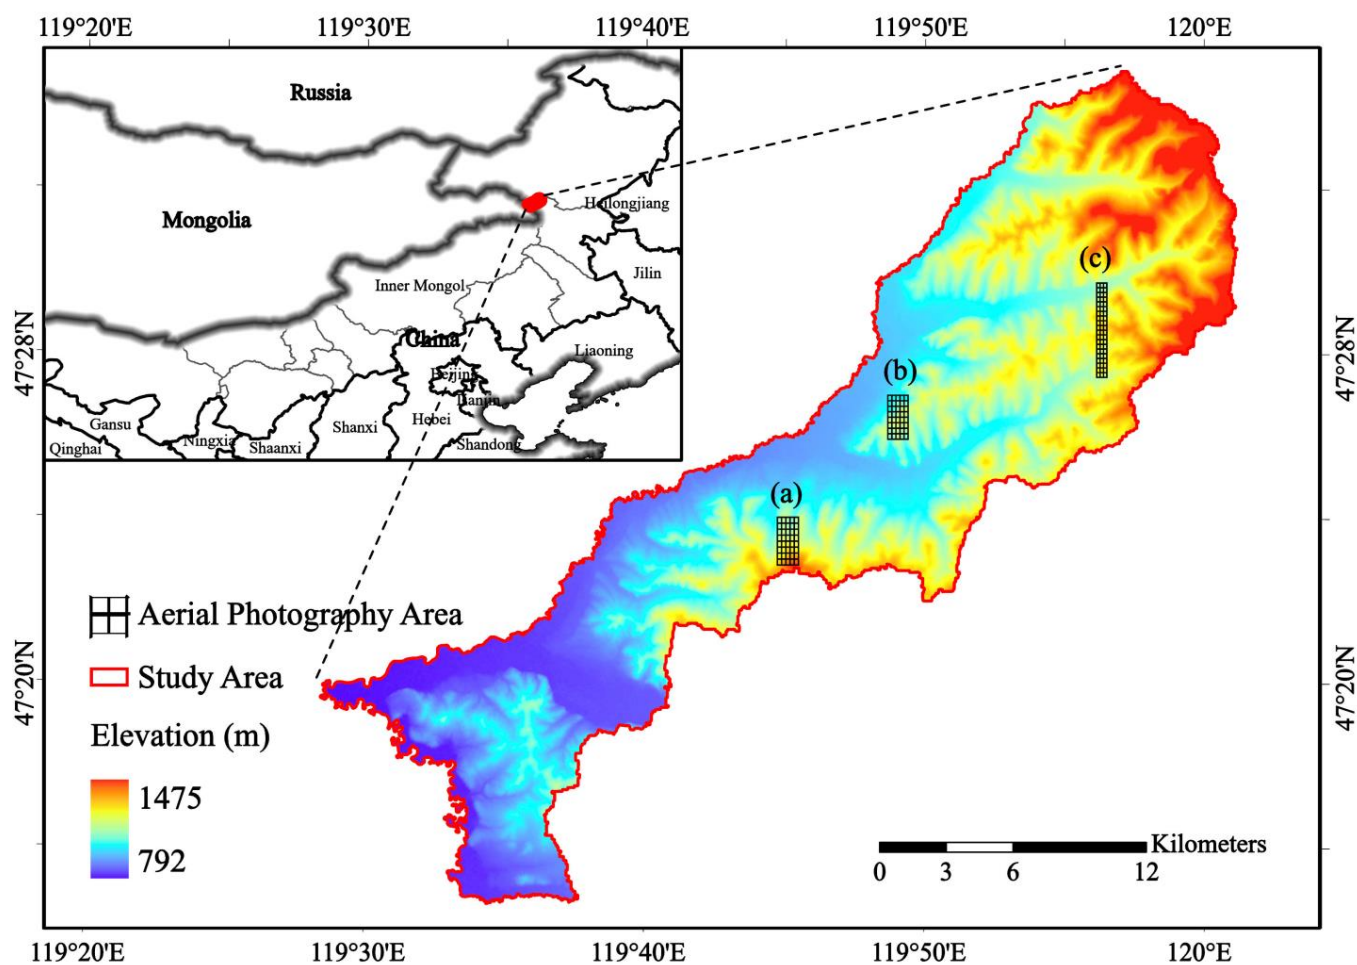 119°20'E 119°30'E 119°40'E 119°50'E 120°E
Russia
Mongolia
Heilongjiang
Jilin
Inner Mongol
China
Liaoning
Beijing
Tianjin
Hebei
Shanxi
Gansu
Ningxia
Shaanxi
Shandong
Qinghai
47°28'N
47°28'N
(c)
(b)
(a)
Aerial Photography Area
Study Area
Elevation (m)
1475
792
47°20'N
47°20'N
Kilometers
0 3 6 12
119°20'E 119°30'E 119°40'E 119°50'E 120°E